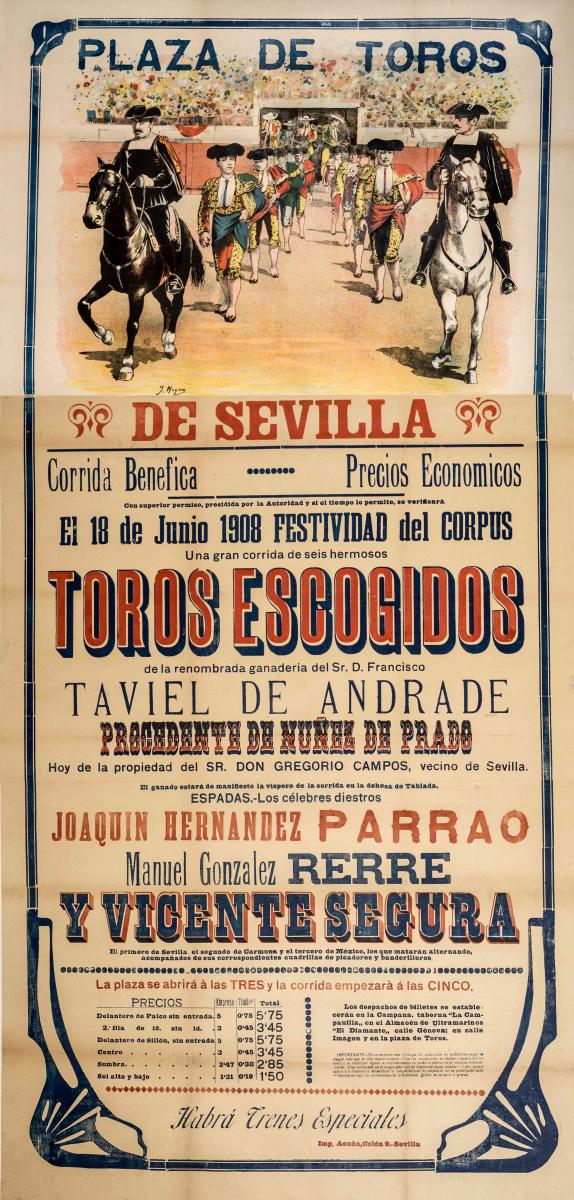 PLAZA DE TOROS
DE SEVILLA
Corrida Benefica
Precios Economicos
Con superior permiso, presidida por la Autoridad y si el tiempo lo permite, se verificará
El 18 de Junio 1908 FESTIVIDAD del CORPUS
Una gran corrida de seis hermosos
TOROS ESCOGIDOS
de la renombrada ganaderia del Sr. D. Francisco
TAVIEL DE ANDRADE
PROCEDENTE DE NUÑEZ DE PRADO
Hoy de la propiedad del SR. DON GREGORIO CAMPOS, vecino de Sevilla.
El ganado estará de manifiesto la víspera de la corrida en la dehesa de Tablada.
ESPADAS.-Los célebres diestros
JOAQUIN HERNANDEZ PARRAO
Manuel Gonzalez RERRE
Y VICENTE SEGURA
El primero de Sevilla, el segundo de Carmona y el tercero de México, los que matarán alternando,
acompañados de sus correspondientes cuadrillas de picadores y banderilleros.
La plaza se abrirá á las TRES y la corrida empezará á las CINCO.
PRECIOS Empresa Timbre Total
Delantero de Palco sin entrada. 5 0'75 5'75
2.ª fila de id. sin id. 3 0'45 3'45
Delantero de Sillón, sin entrada 5 0'75 5'75
Centro 3 0'45 3'45
Sombra 2'47 0'38 2'85
Sol alto y bajo 1'31 0'19 1'50
Los despachos de billetes se estable-
cerán en la Campana, taberna "La Cam-
panilla,, en el Almacén de Ultramarinos
"El Diamante,, calle Génova; en calle
Imágen y en la plaza de Toros.
IMPORTANTE
Habrá Trenes Especiales
Imp. Acuña, Colón 9.-Sevilla